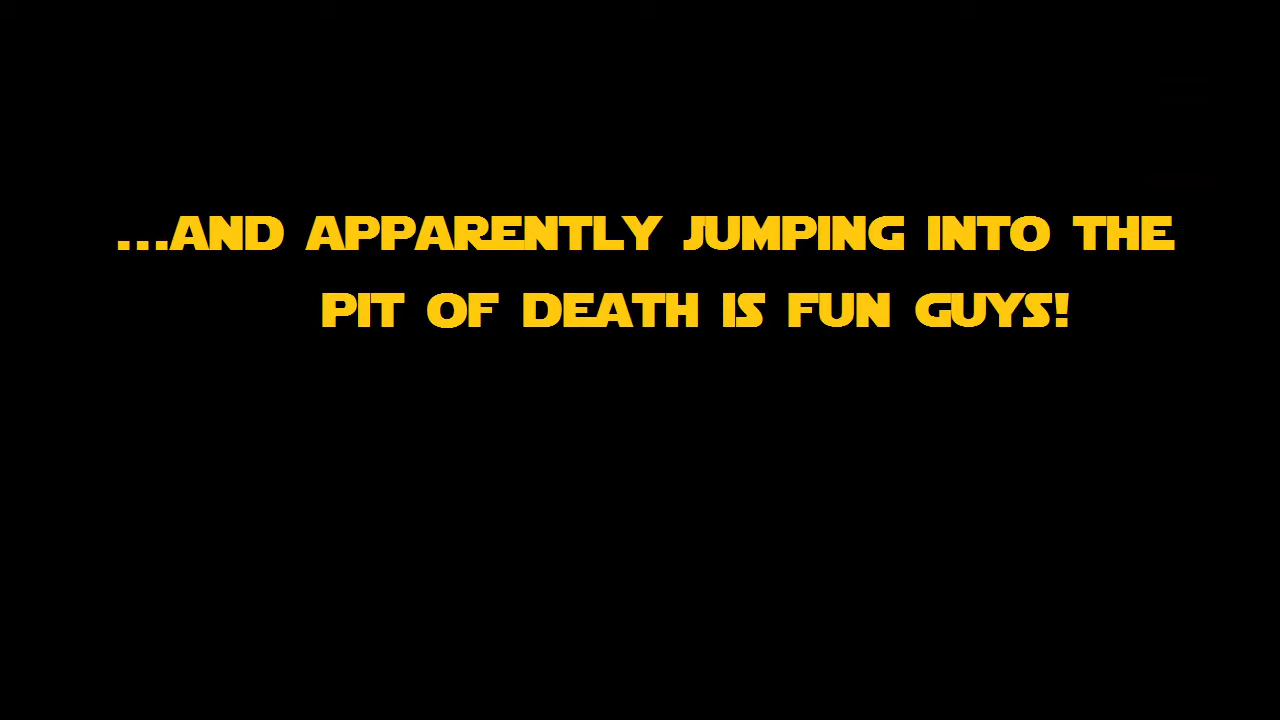 ...AND APPARENTLY JUMPING INTO THE
PIT OF DEATH IS FUN GUYS!